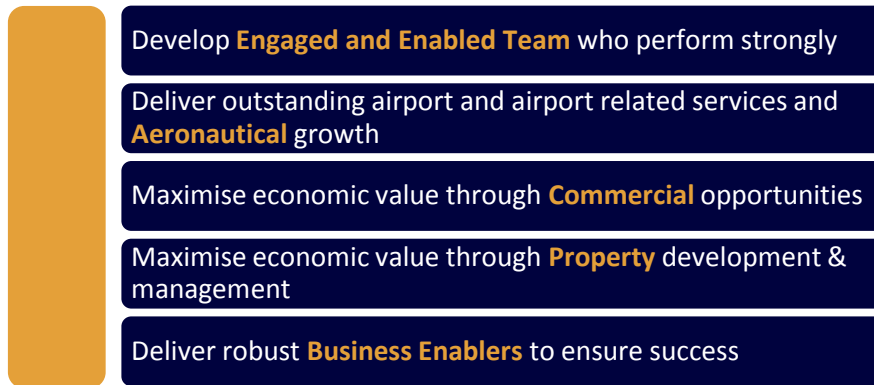 Develop Engaged and Enabled Team who perform strongly
Deliver outstanding airport and airport related services and
Aeronautical growth
Maximise economic value through Commercial opportunities
Maximise economic value through Property development &
management
Deliver robust Business Enablers to ensure success